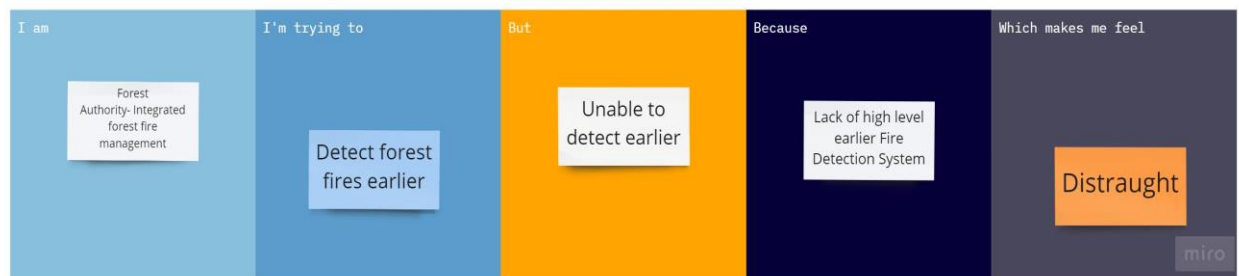 I am
Forest
Authority- Integrated
forest fire
management
I'm trying to
Detect forest
fires earlier
But
Unable to
detect earlier
Because
Lack of high level
earlier Fire
Detection System
Which makes me feel
Distraught
miro